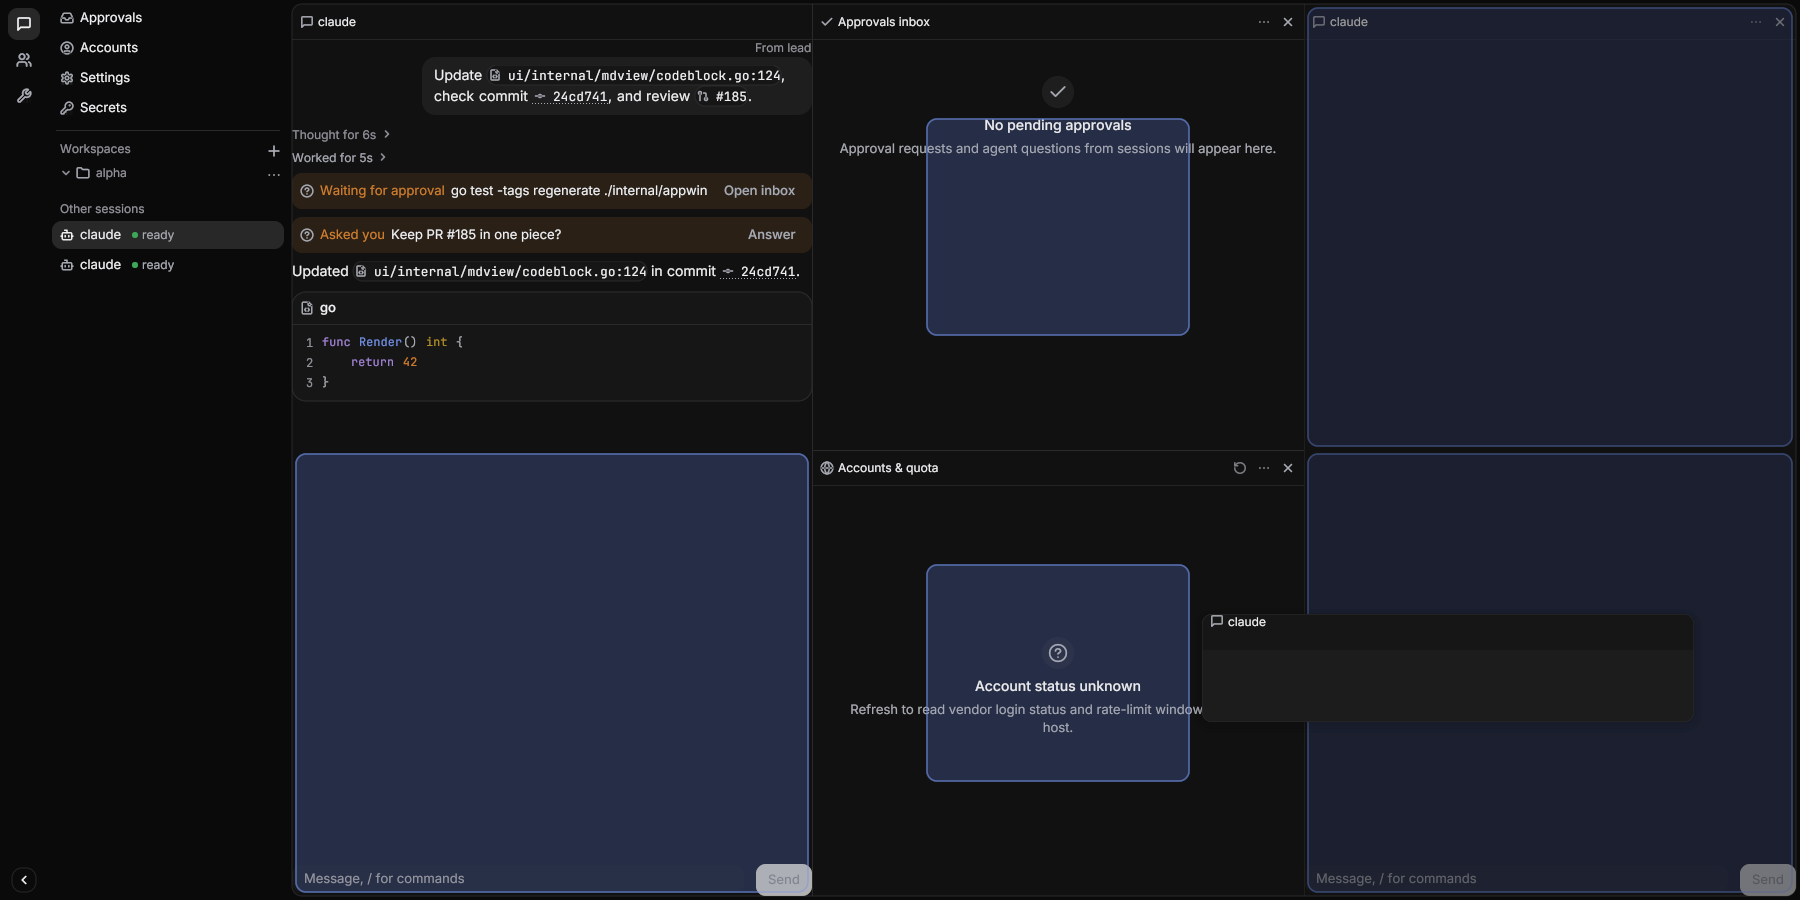 Approvals
Accounts
Settings
Secrets
Workspaces
alpha
Other sessions
claude ready
claude ready
claude
From lead
Update ui/internal/mdview/codeblock.go:124,
check commit 24cd741, and review #185.
Thought for 6s
Worked for 5s
Waiting for approval go test -tags regenerate ./internal/appwin Open inbox
Asked you Keep PR #185 in one piece? Answer
Updated ui/internal/mdview/codeblock.go:124 in commit 24cd741.
go
1 func Render() int {
2 return 42
3 }
Message, / for commands
Send
Approvals inbox
No pending approvals
Approval requests and agent questions from sessions will appear here.
Accounts & quota
Account status unknown
Refresh to read vendor login status and rate-limit window
host.
claude
claude
Message, / for commands
Send